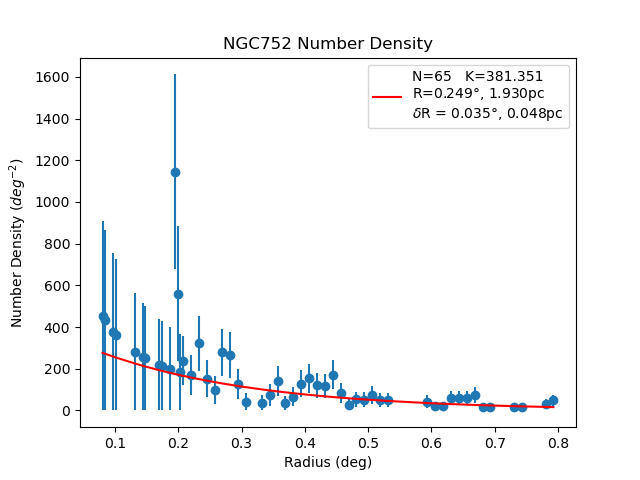 NGC752 Number Density
N=65 K=381.351
R=0.249°, 1.930pc
δR = 0.035°, 0.048pc
Number Density (deg⁻²)
1600
1400
1200
1000
800
600
400
200
0
0.1 0.2 0.3 0.4 0.5 0.6 0.7 0.8
Radius (deg)